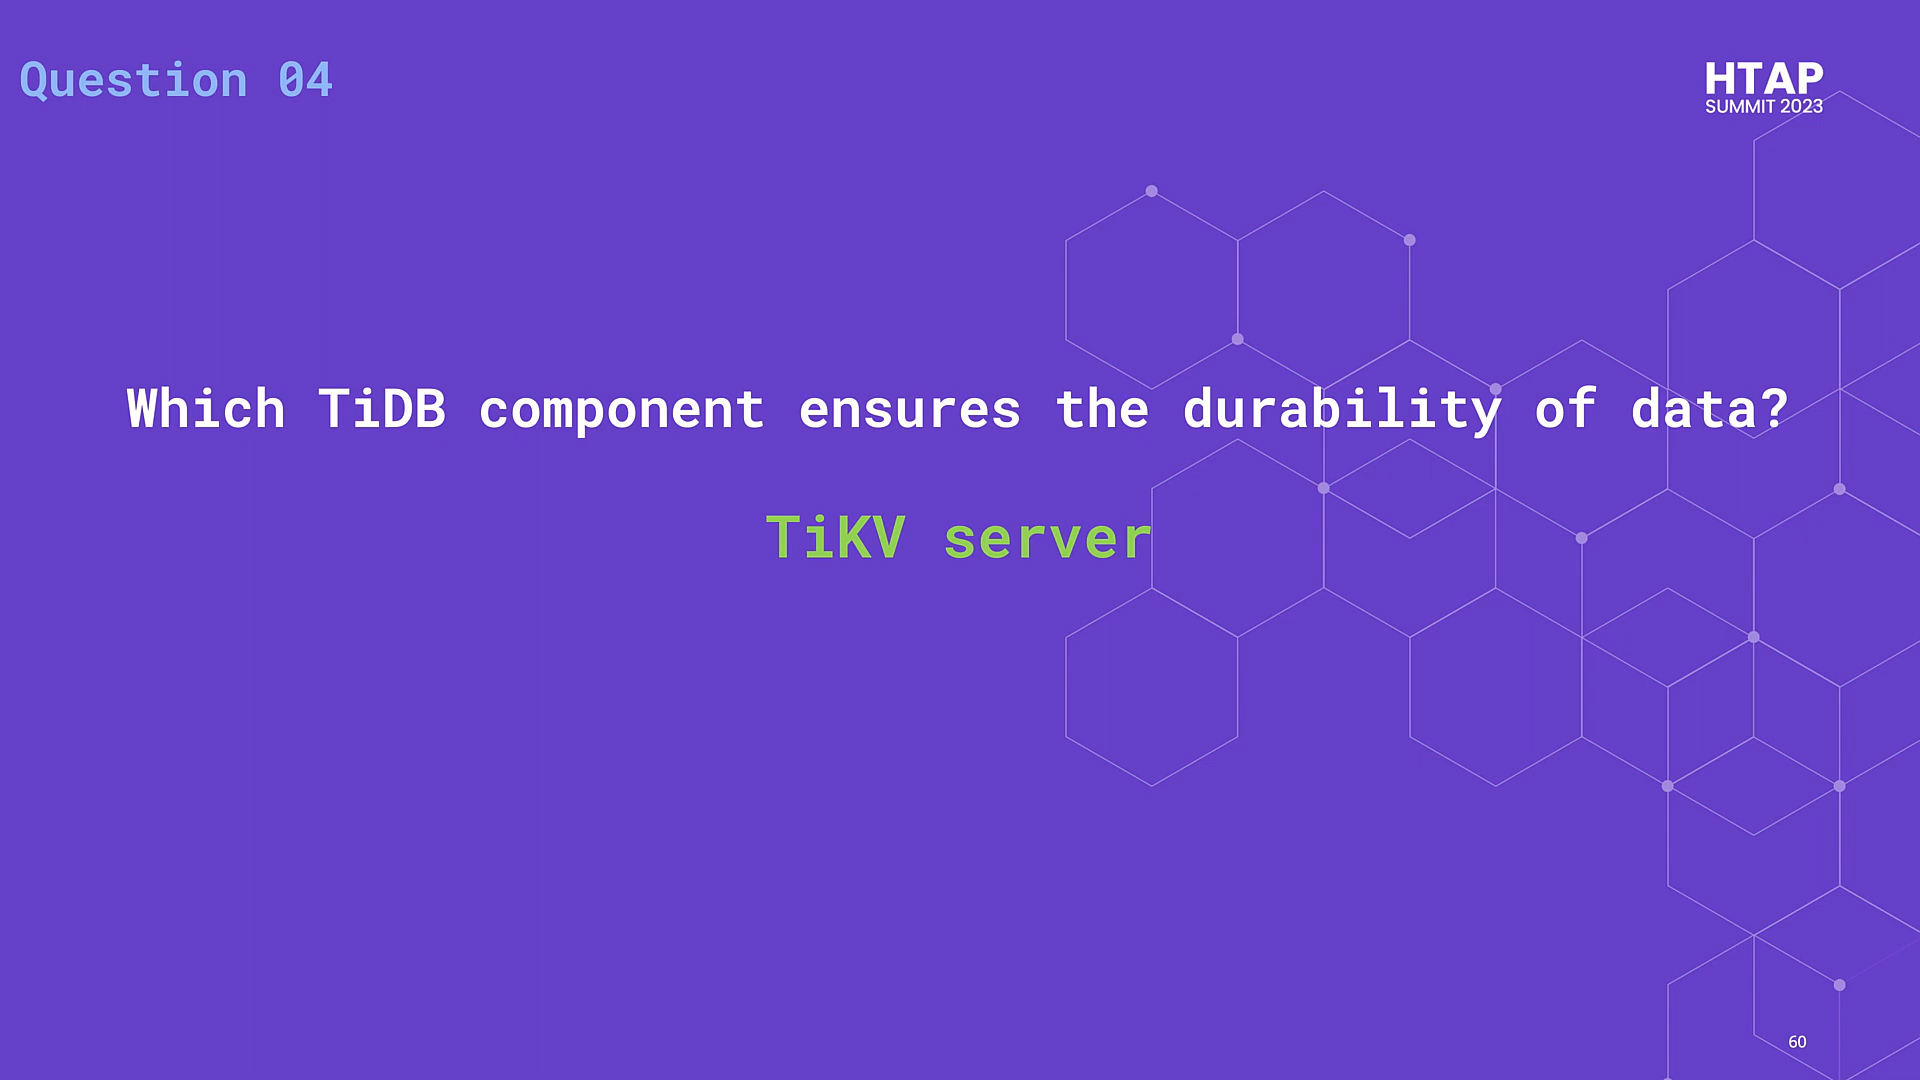 Question 04
HTAP
SUMMIT 2023
Which TiDB component ensures the durability of data?
TiKV server
60